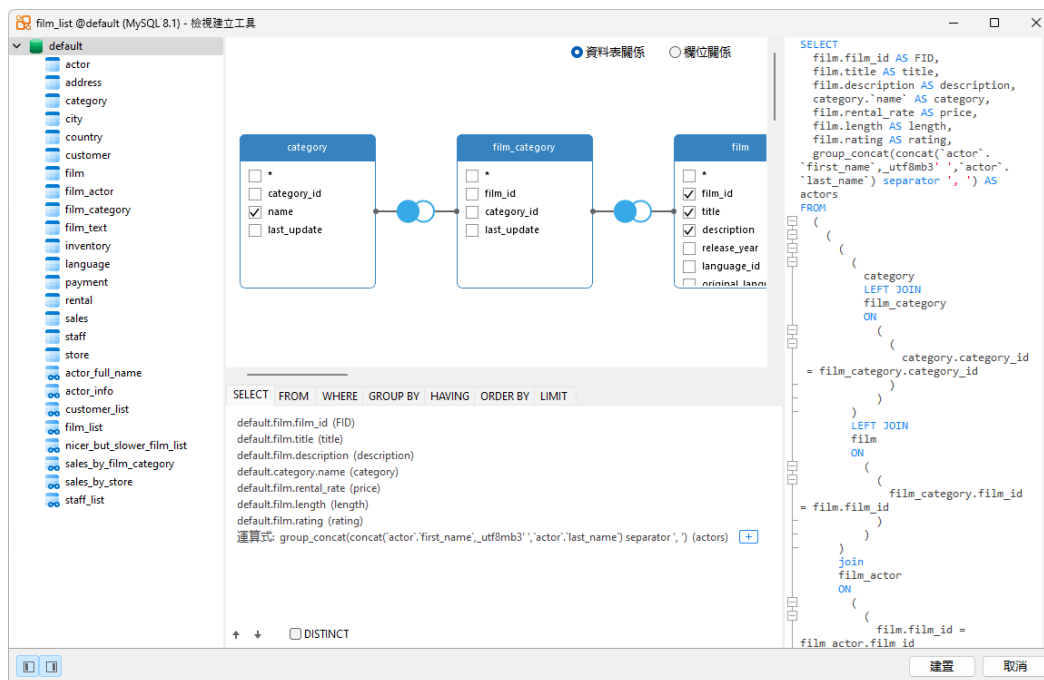 film_list @default (MySQL 8.1) - 檢視建立工具
default
actor
address
category
city
country
customer
film
film_actor
film_category
film_text
inventory
language
payment
rental
sales
staff
store
actor_full_name
actor_info
customer_list
film_list
nicer_but_slower_film_list
sales_by_film_category
sales_by_store
staff_list
資料表關係
欄位關係
category
*
category_id
name
last_update
film_category
*
film_id
category_id
last_update
film
*
film_id
title
description
release_year
language_id
original_langu
SELECT FROM WHERE GROUP BY HAVING ORDER BY LIMIT
default.film.film_id (FID)
default.film.title (title)
default.film.description (description)
default.category.name (category)
default.film.rental_rate (price)
default.film.length (length)
default.film.rating (rating)
運算式: group_concat(concat(`actor`.`first_name`,_utf8mb3' ',`actor`.`last_name`) separator ', ') (actors)
DISTINCT
SELECT
film.film_id AS FID,
film.title AS title,
film.description AS description,
category.`name` AS category,
film.rental_rate AS price,
film.length AS length,
film.rating AS rating,
group_concat(concat(`actor`.
`first_name`,_utf8mb3' ',`actor`.
`last_name`) separator ', ') AS
actors
FROM
(
(
(
(
category
LEFT JOIN
film_category
ON
(
(
category.category_id
= film_category.category_id
)
)
)
LEFT JOIN
film
ON
(
(
film_category.film_id
= film.film_id
)
)
)
join
film_actor
ON
(
(
film.film_id =
film_actor.film_id
建置
取消